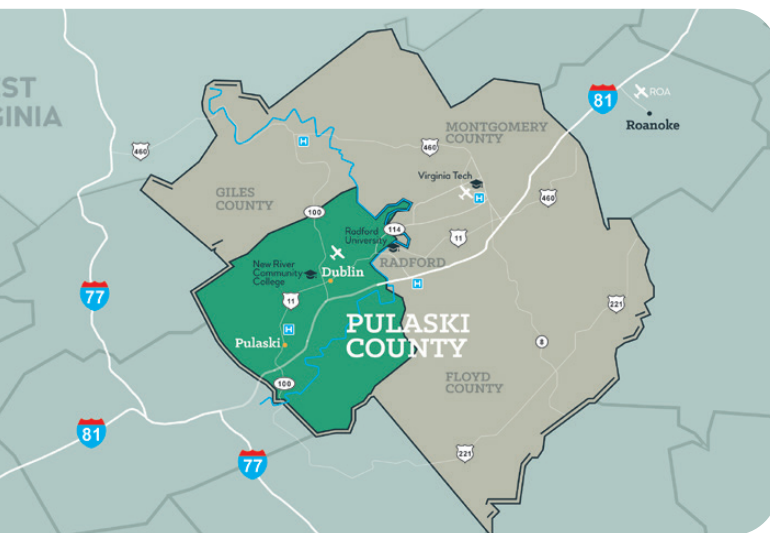 ST
GINIA
81
ROA
Roanoke
MONTGOMERY
COUNTY
460
H
460
Virginia Tech
H
460
GILES
COUNTY
100
114
11
Radford
University
RADFORD
New River
Community
College
Dublin
H
77
11
221
H
PULASKI
COUNTY
Pulaski
8
100
FLOYD
COUNTY
81
77
221